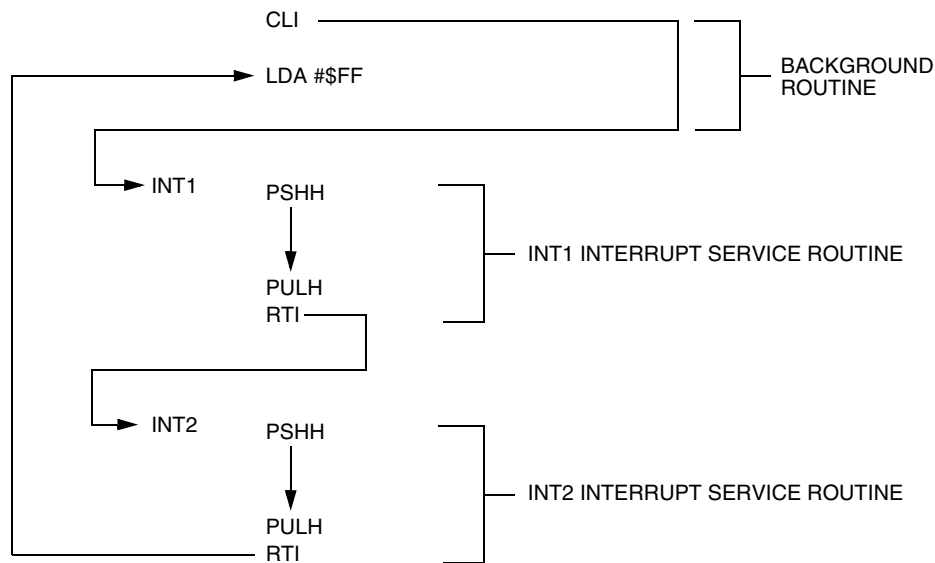 CLI
LDA #$FF
BACKGROUND
ROUTINE
INT1
PSHH
INT1 INTERRUPT SERVICE ROUTINE
PULH
RTI
INT2
PSHH
INT2 INTERRUPT SERVICE ROUTINE
PULH
RTI